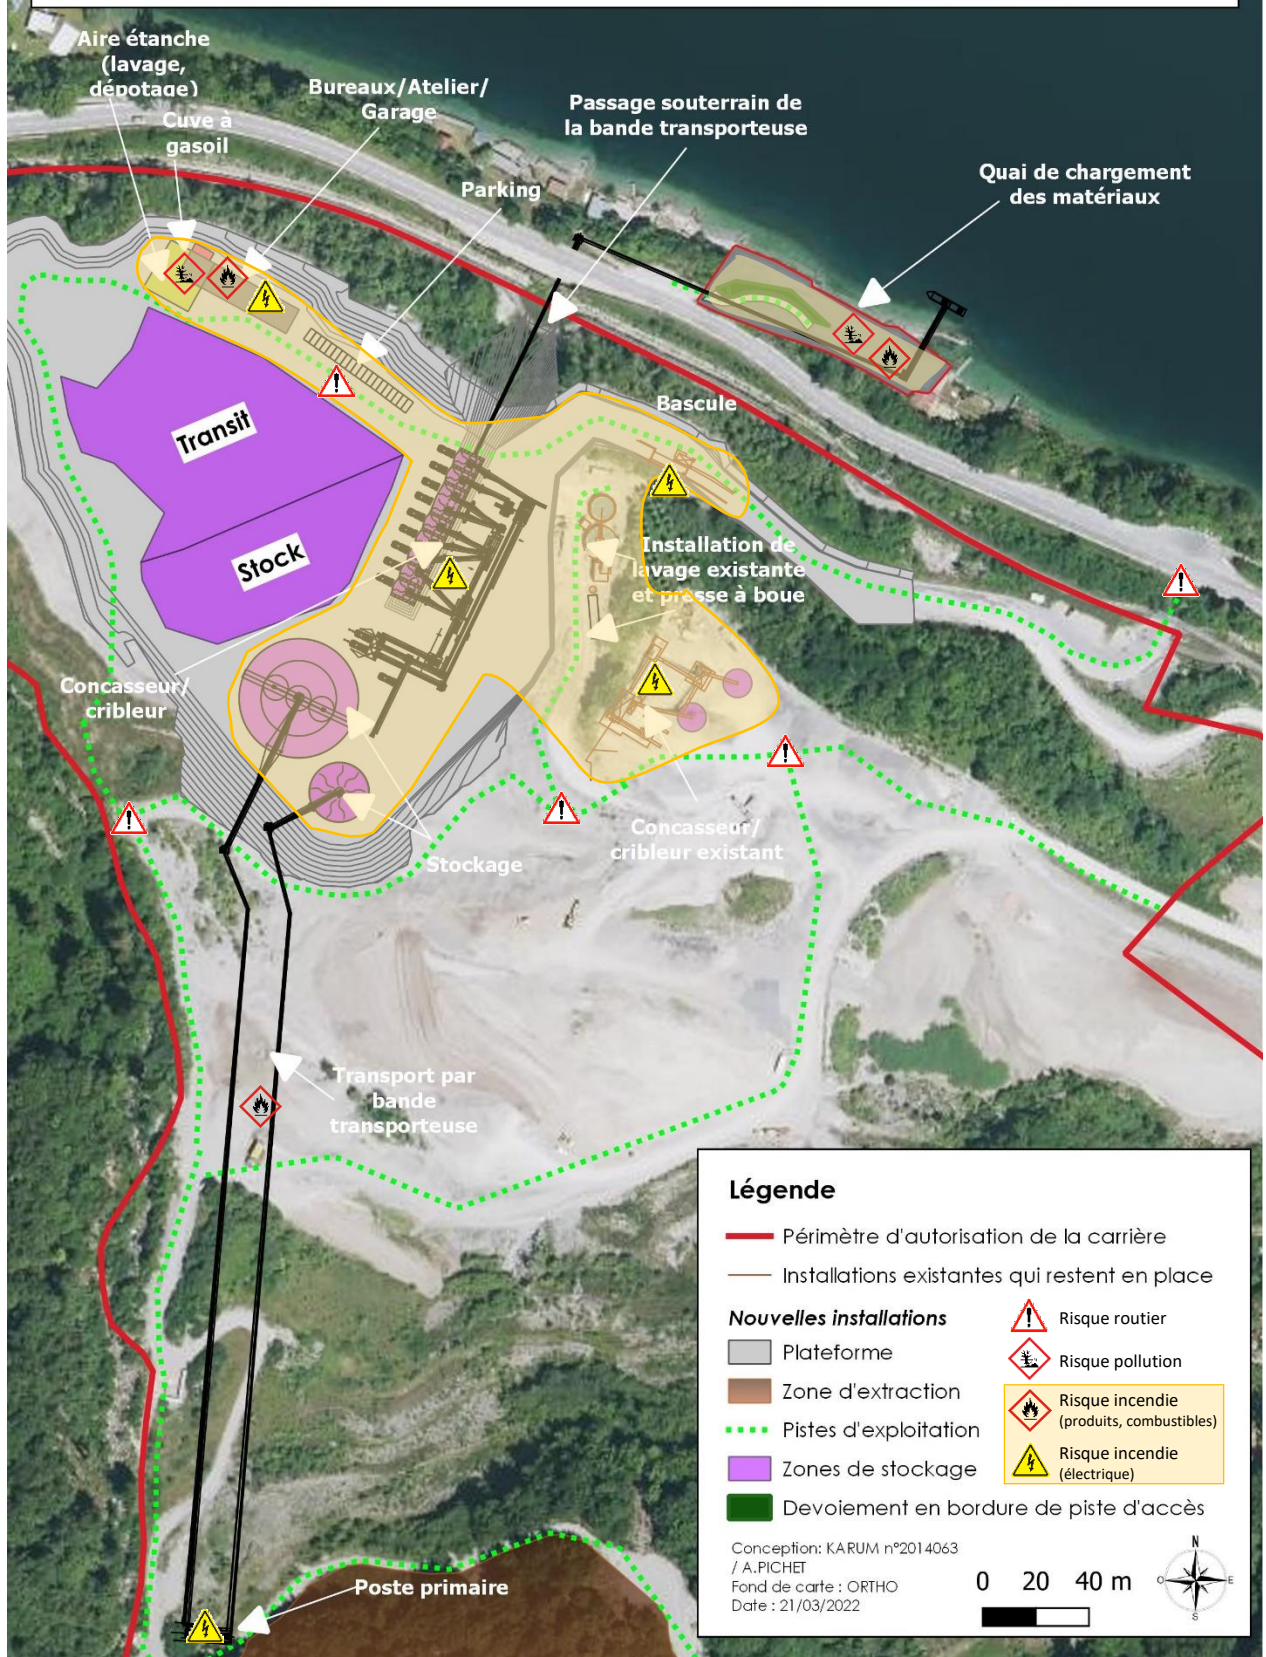 Aire étanche
(lavage,
dépotage)
Cuve à
gasoil
Bureaux/Atelier/
Garage
Parking
Passage souterrain de
la bande transporteuse
Quai de chargement
des matériaux
Bascule
Transit
Stock
Installation de
lavage existante
et presse à boue
Concasseur/
cribleur
Stockage
Concasseur/
cribleur existant
Transport par
bande
transporteuse
Poste primaire
Légende
Périmètre d'autorisation de la carrière
Installations existantes qui restent en place
Nouvelles installations
Plateforme
Zone d'extraction
Pistes d'exploitation
Zones de stockage
Devoiement en bordure de piste d'accès
Risque routier
Risque pollution
Risque incendie
(produits, combustibles)
Risque incendie
(électrique)
Conception: KARUM n°2014063
/ A.PICHET
Fond de carte : ORTHO
Date : 21/03/2022
0 20 40 m
N
O
E
S